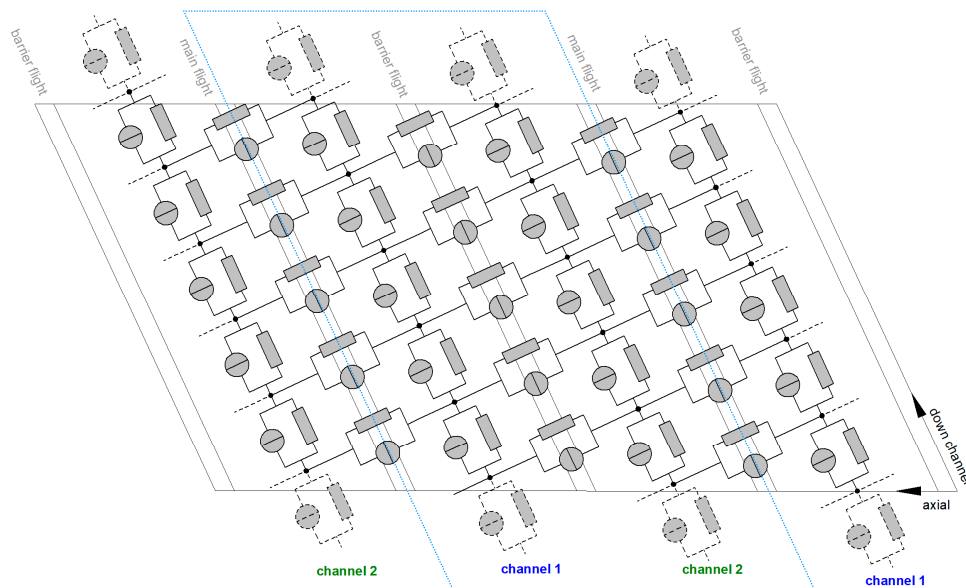 barrier flight
main flight
barrier flight
main flight
barrier flight
down channel
axial
channel 2
channel 1
channel 2
channel 1